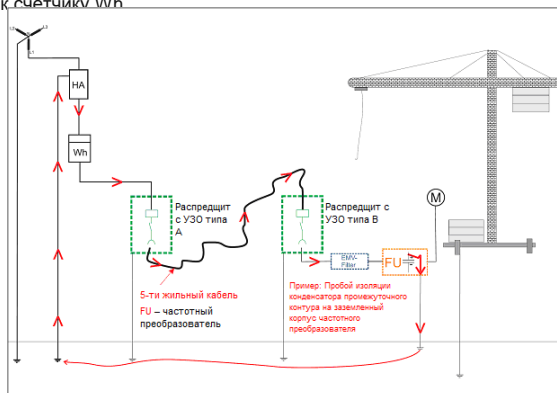 к счетчику Wh
L3
L1
HA
Wh
Распредщит
с УЗО типа
А
Распредщит с
УЗО типа В
M
EMV-
Filter
FU
5-ти жильный кабель
FU – частотный
преобразователь
Пример: Пробой изоляции
конденсатора промежуточного
контура на заземленный
корпус частотного
преобразователя